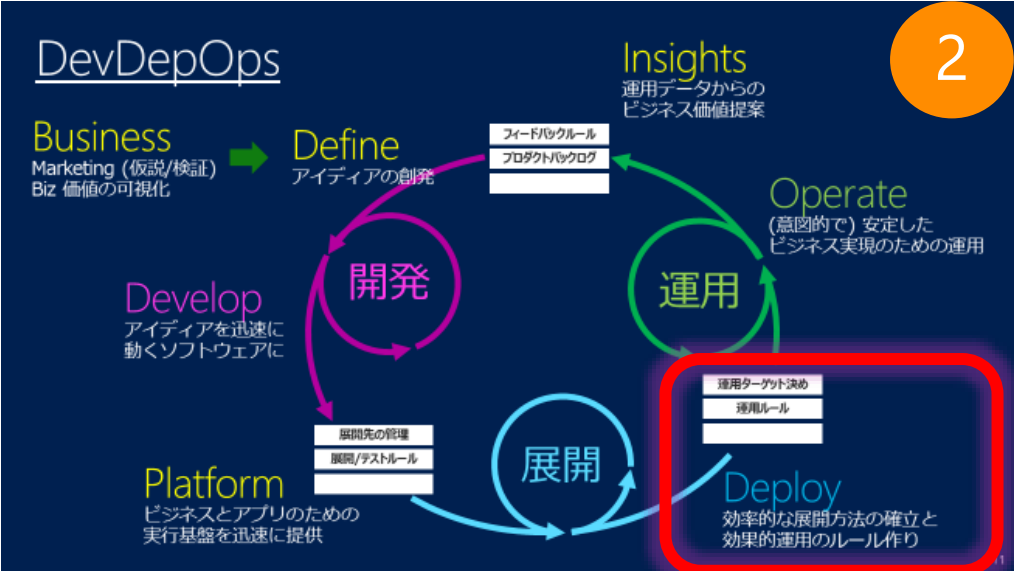 DevDepOps
2
Insights
運用データからの
ビジネス価値提案
Business
Marketing (仮説/検証)
Biz 価値の可視化
Define
アイディアの創発
フィードバックルール
プロダクトバックログ
Operate
(意図的で) 安定した
ビジネス実現のための運用
開発
運用
Develop
アイディアを迅速に
動くソフトウェアに
運用ターゲット決め
運用ルール
展開先の管理
展開/テストルール
展開
Platform
ビジネスとアプリのための
実行基盤を迅速に提供
Deploy
効率的な展開方法の確立と
効果的運用のルール作り
11